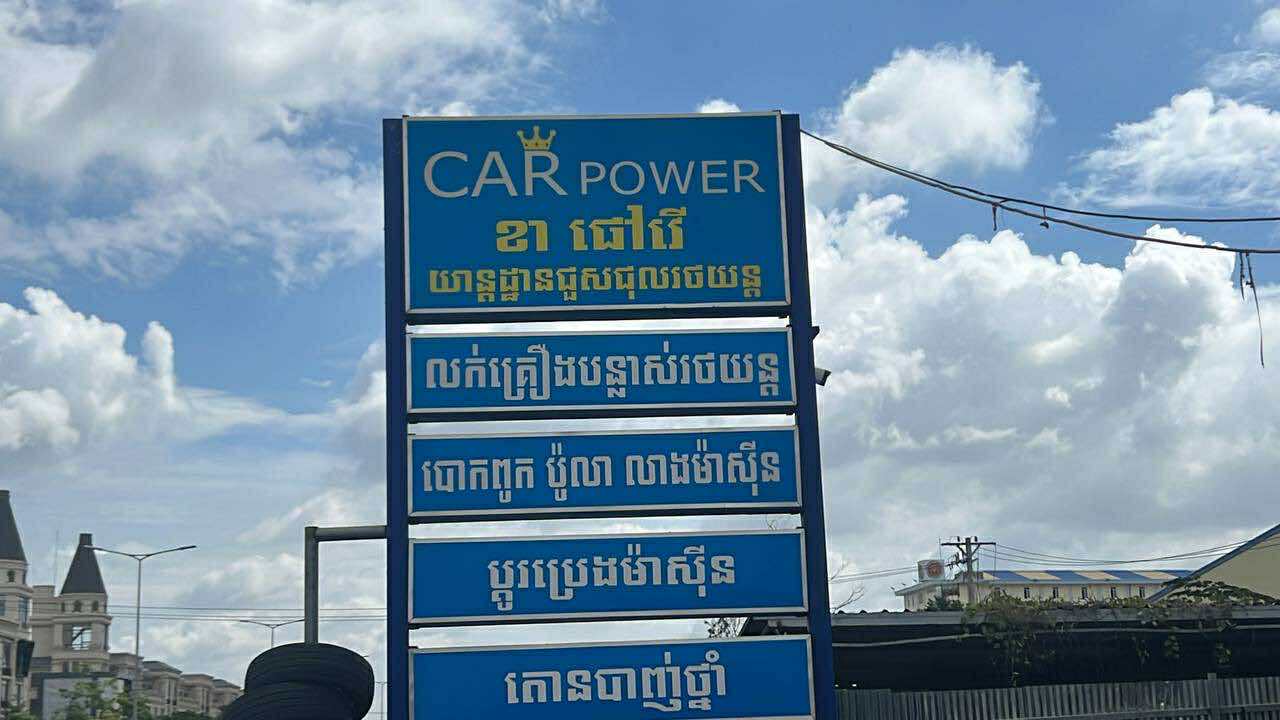 CAR POWER
ខា ផៅវើ
យានដ្ឋានជួសជុលរថយន្ត
លក់គ្រឿងបន្លាស់រថយន្ត
បោកពូក ប៉ូលា លាងម៉ាស៊ីន
ប្តូរប្រេងម៉ាស៊ីន
តោនបាញ់ថ្នាំ